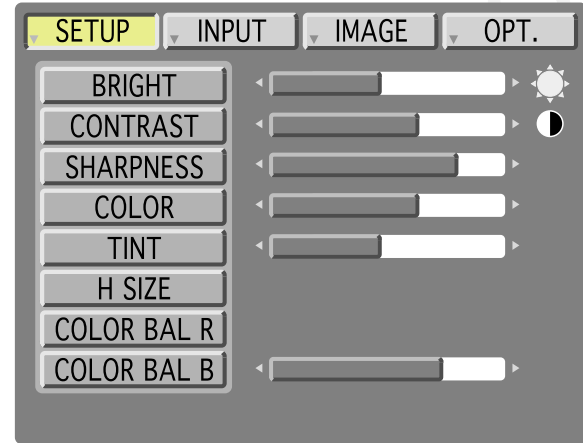 SETUP INPUT IMAGE OPT.
BRIGHT
CONTRAST
SHARPNESS
COLOR
TINT
H SIZE
COLOR BAL R
COLOR BAL B